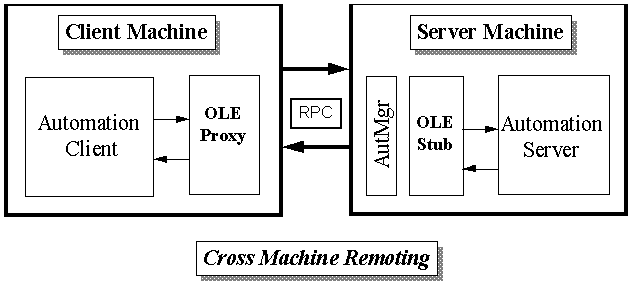 Client Machine
Automation
Client
OLE
Proxy
RPC
Server Machine
AutMgr
OLE
Stub
Automation
Server
Cross Machine Remoting